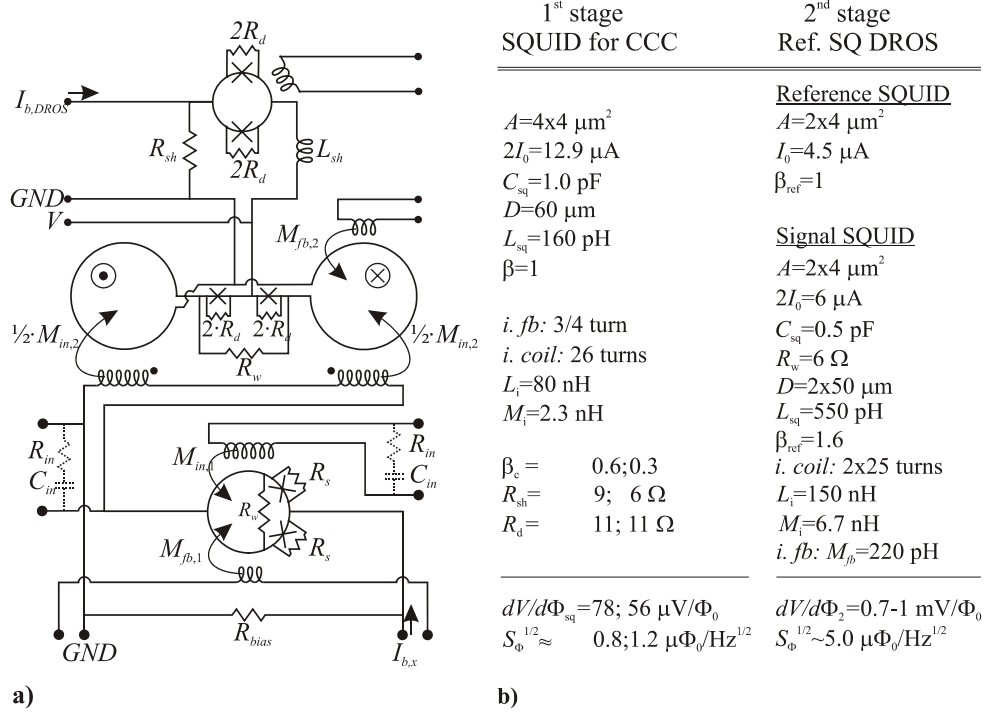 2R_d
I_b,DROS
R_sh
L_sh
2R_d
GND
V
M_fb,2
½·M_in,2
2·R_d
2·R_d
½·M_in,2
R_w
R_in
C_in
M_in,1
R_s
R_w
R_s
R_in
C_in
M_fb,1
R_bias
GND
I_b,x
a)
1st stage
SQUID for CCC
A=4x4 μm²
2I₀=12.9 μA
C_sq=1.0 pF
D=60 μm
L_sq=160 pH
β=1
i. fb: 3/4 turn
i. coil: 26 turns
L_i=80 nH
M_i=2.3 nH
β_c = 0.6;0.3
R_sh= 9; 6 Ω
R_d= 11; 11 Ω
dV/dΦ_sq=78; 56 μV/Φ₀
S_Φ^1/2≈ 0.8;1.2 μΦ₀/Hz^1/2
2nd stage
Ref. SQ DROS
Reference SQUID
A=2x4 μm²
I₀=4.5 μA
β_ref=1
Signal SQUID
A=2x4 μm²
2I₀=6 μA
C_sq=0.5 pF
R_w=6 Ω
D=2x50 μm
L_sq=550 pH
β_ref=1.6
i. coil: 2x25 turns
L_i=150 nH
M_i=6.7 nH
i. fb: M_fb=220 pH
dV/dΦ₂=0.7-1 mV/Φ₀
S_Φ^1/2~5.0 μΦ₀/Hz^1/2
b)